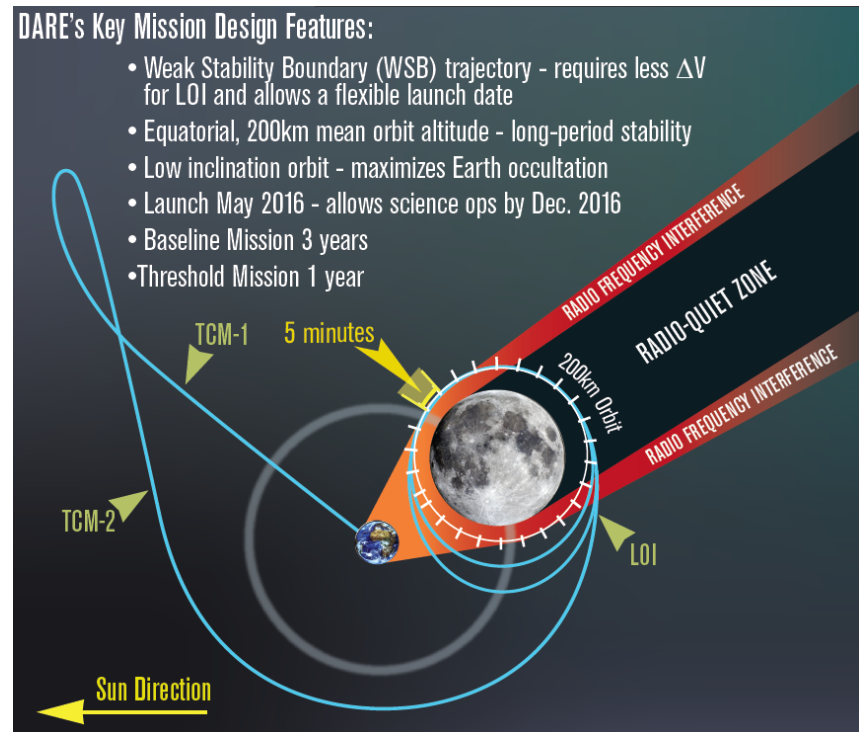 DARE's Key Mission Design Features:
• Weak Stability Boundary (WSB) trajectory - requires less ΔV
for LOI and allows a flexible launch date
• Equatorial, 200km mean orbit altitude - long-period stability
• Low inclination orbit - maximizes Earth occultation
• Launch May 2016 - allows science ops by Dec. 2016
• Baseline Mission 3 years
•Threshold Mission 1 year
RADIO FREQUENCY INTERFERENCE
RADIO-QUIET ZONE
TCM-1
5 minutes
200km Orbit
RADIO FREQUENCY INTERFERENCE
TCM-2
LOI
Sun Direction